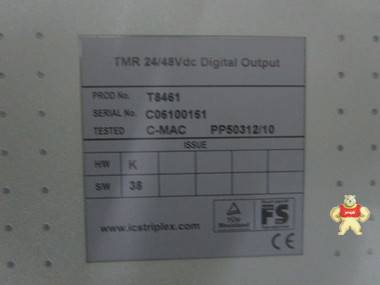 TMR 24/48Vdc Digital Output
PROD No. T8461
SERIAL No. C06100151
TESTED C-MAC PP50312/10
ISSUE
H/W K
S/W 38
www.icstriplex.com
TÜV
FS
CE